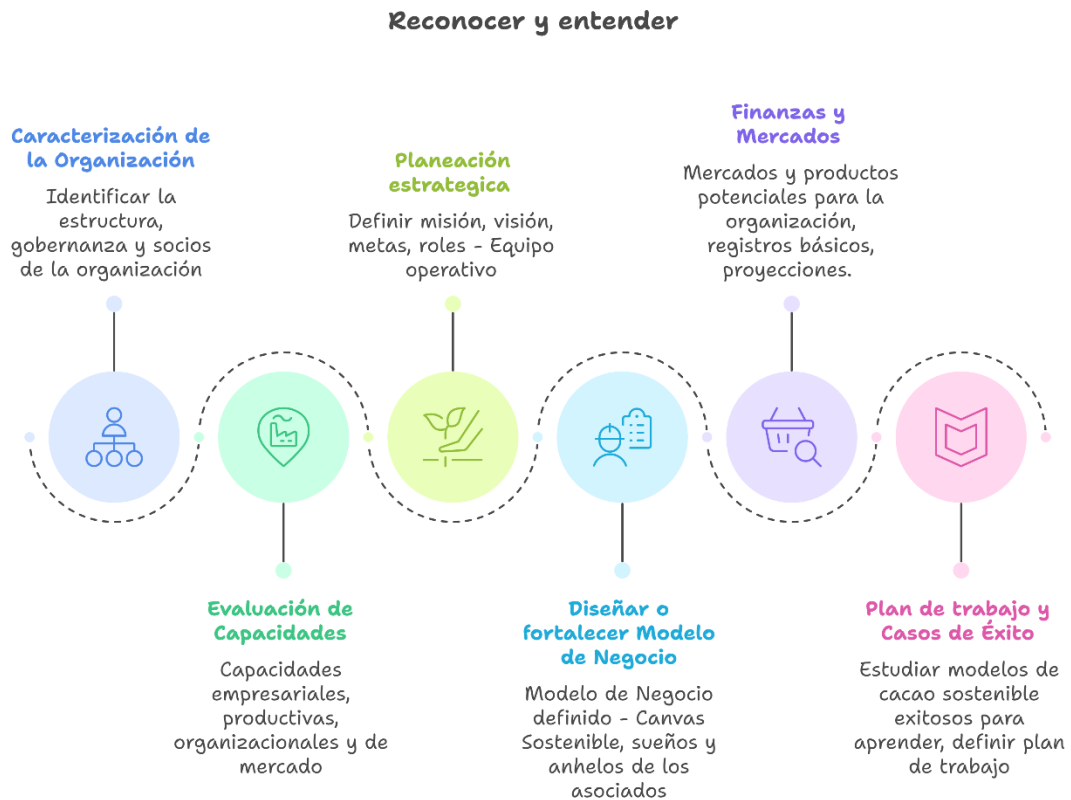 Reconocer y entender
Caracterización de
la Organización
Identificar la
estructura,
gobernanza y socios
de la organización
Evaluación de
Capacidades
Capacidades
empresariales,
productivas,
organizacionales y de
mercado
Planeación
estrategica
Definir misión, visión,
metas, roles - Equipo
operativo
Diseñar o
fortalecer Modelo
de Negocio
Modelo de Negocio
definido - Canvas
Sostenible, sueños y
anhelos de los
asociados
Finanzas y
Mercados
Mercados y productos
potenciales para la
organización,
registros básicos,
proyecciones.
Plan de trabajo y
Casos de Éxito
Estudiar modelos de
cacao sostenible
exitosos para
aprender, definir plan
de trabajo